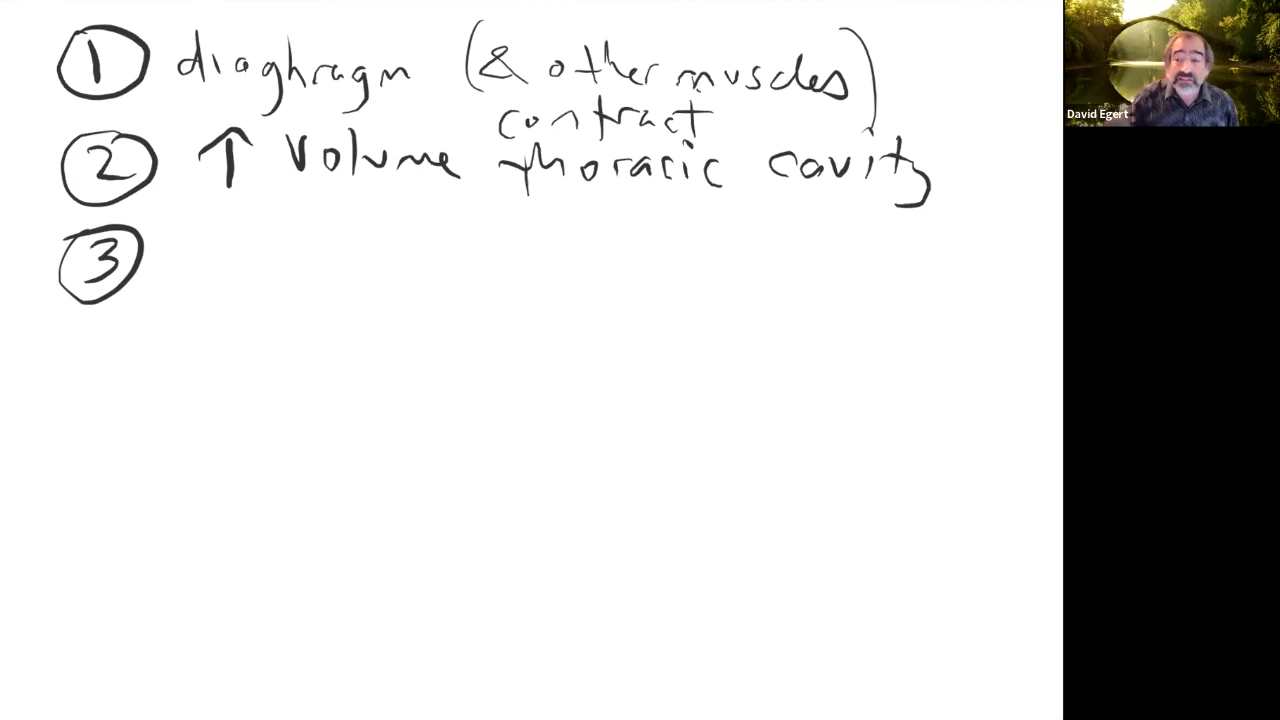 ① diaghragm (& other muscles)
contract
② ↑ Volume thoracic cavity
③
David Egert